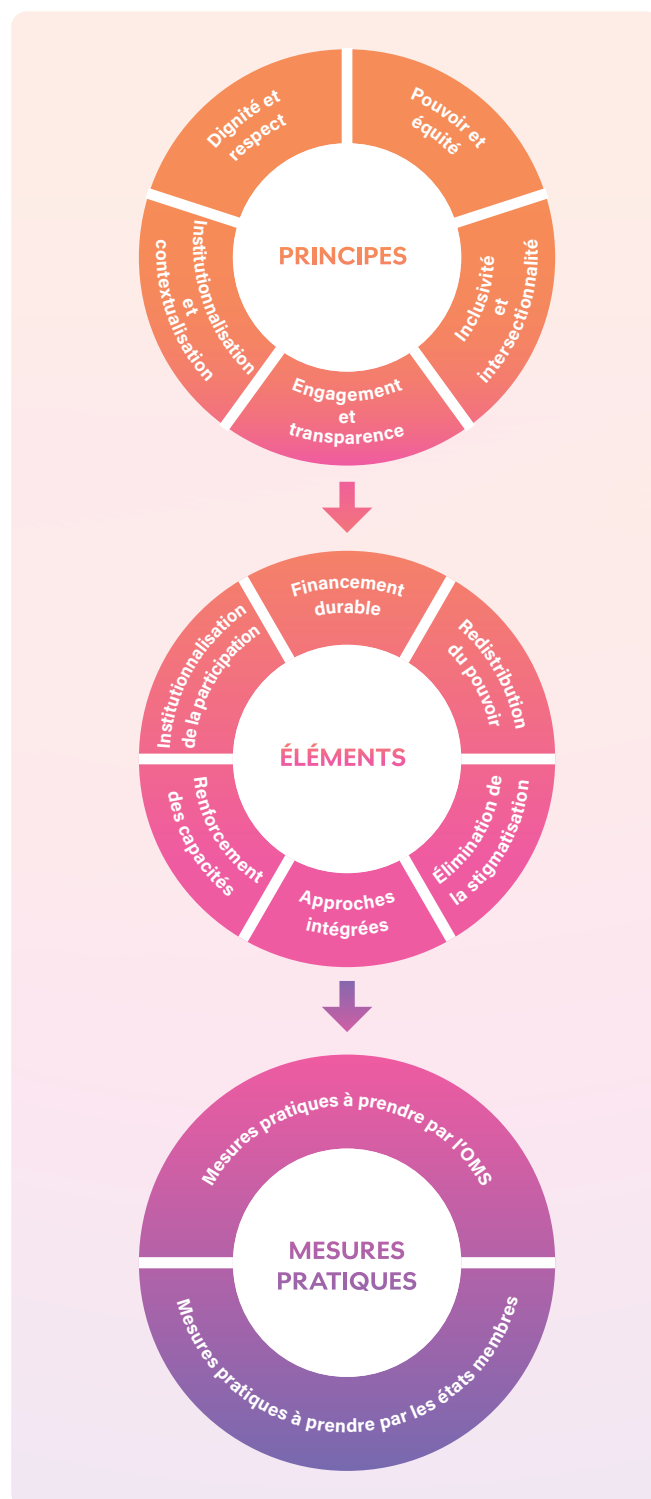 Dignité et
respect
Pouvoir et
équité
Institutionnalisation
et
contextualisation
PRINCIPES
Inclusivité
et
intersectionnalité
Engagement
et
transparence
Financement
durable
Institutionnalisation
de la participation
Redistribution
du pouvoir
ÉLÉMENTS
Renforcement
des capacités
Élimination de
la stigmatisation
Approches
intégrées
Mesures pratiques à prendre par l'OMS
MESURES
PRATIQUES
Mesures pratiques à prendre par les états membres